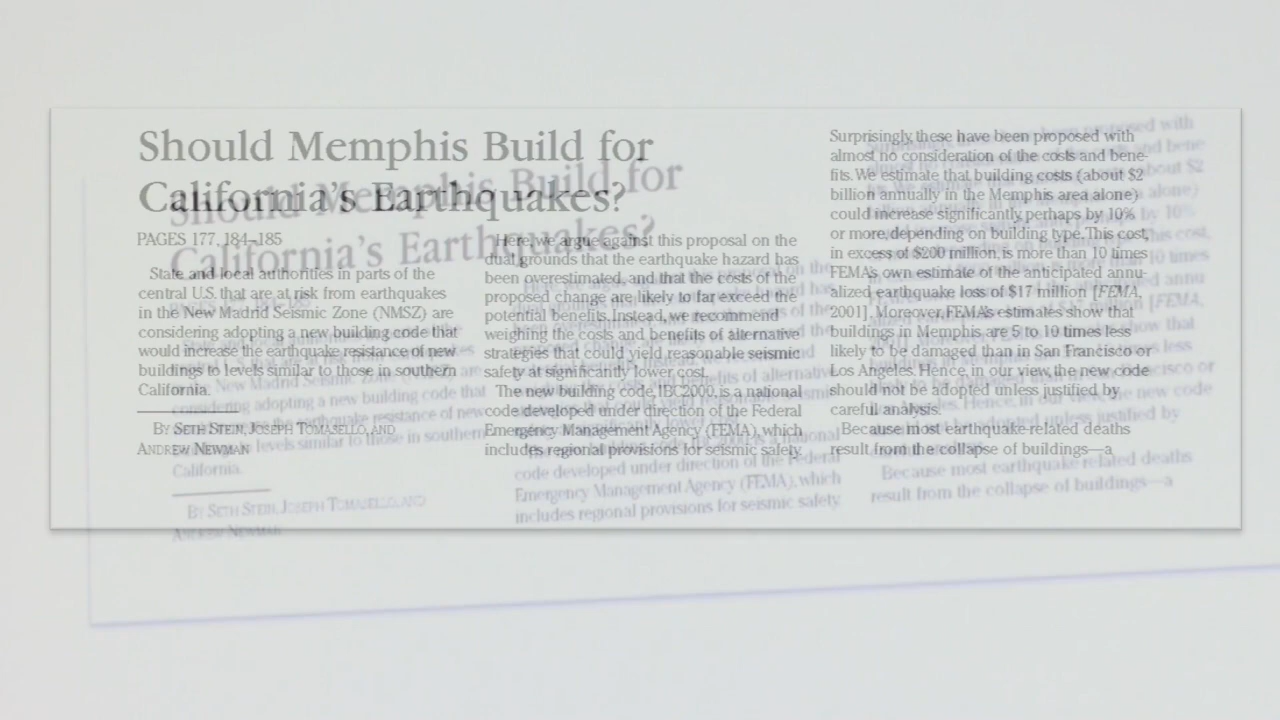 Should Memphis Build for
California's Earthquakes?
PAGES 177, 184–185
State and local authorities in parts of the
central U.S. that are at risk from earthquakes
in the New Madrid Seismic Zone (NMSZ) are
considering adopting a new building code that
would increase the earthquake resistance of new
buildings to levels similar to those in southern
California.
BY SETH STEIN, JOSEPH TOMASELLO, AND
ANDREW NEWMAN
Here, we argue against this proposal on the
dual grounds that the earthquake hazard has
been overestimated, and that the costs of the
proposed change are likely to far exceed the
potential benefits. Instead, we recommend
weighing the costs and benefits of alternative
strategies that could yield reasonable seismic
safety at significantly lower cost.
The new building code, IBC2000, is a national
code developed under direction of the Federal
Emergency Management Agency (FEMA), which
includes regional provisions for seismic safety.
Surprisingly, these have been proposed with
almost no consideration of the costs and bene-
fits. We estimate that building costs (about $2
billion annually in the Memphis area alone)
could increase significantly, perhaps by 10%
or more, depending on building type. This cost,
in excess of $200 million, is more than 10 times
FEMA's own estimate of the anticipated annu-
alized earthquake loss of $17 million [FEMA,
2001]. Moreover, FEMA's estimates show that
buildings in Memphis are 5 to 10 times less
likely to be damaged than in San Francisco or
Los Angeles. Hence, in our view, the new code
should not be adopted unless justified by
careful analysis.
Because most earthquake related deaths
result from the collapse of buildings—a